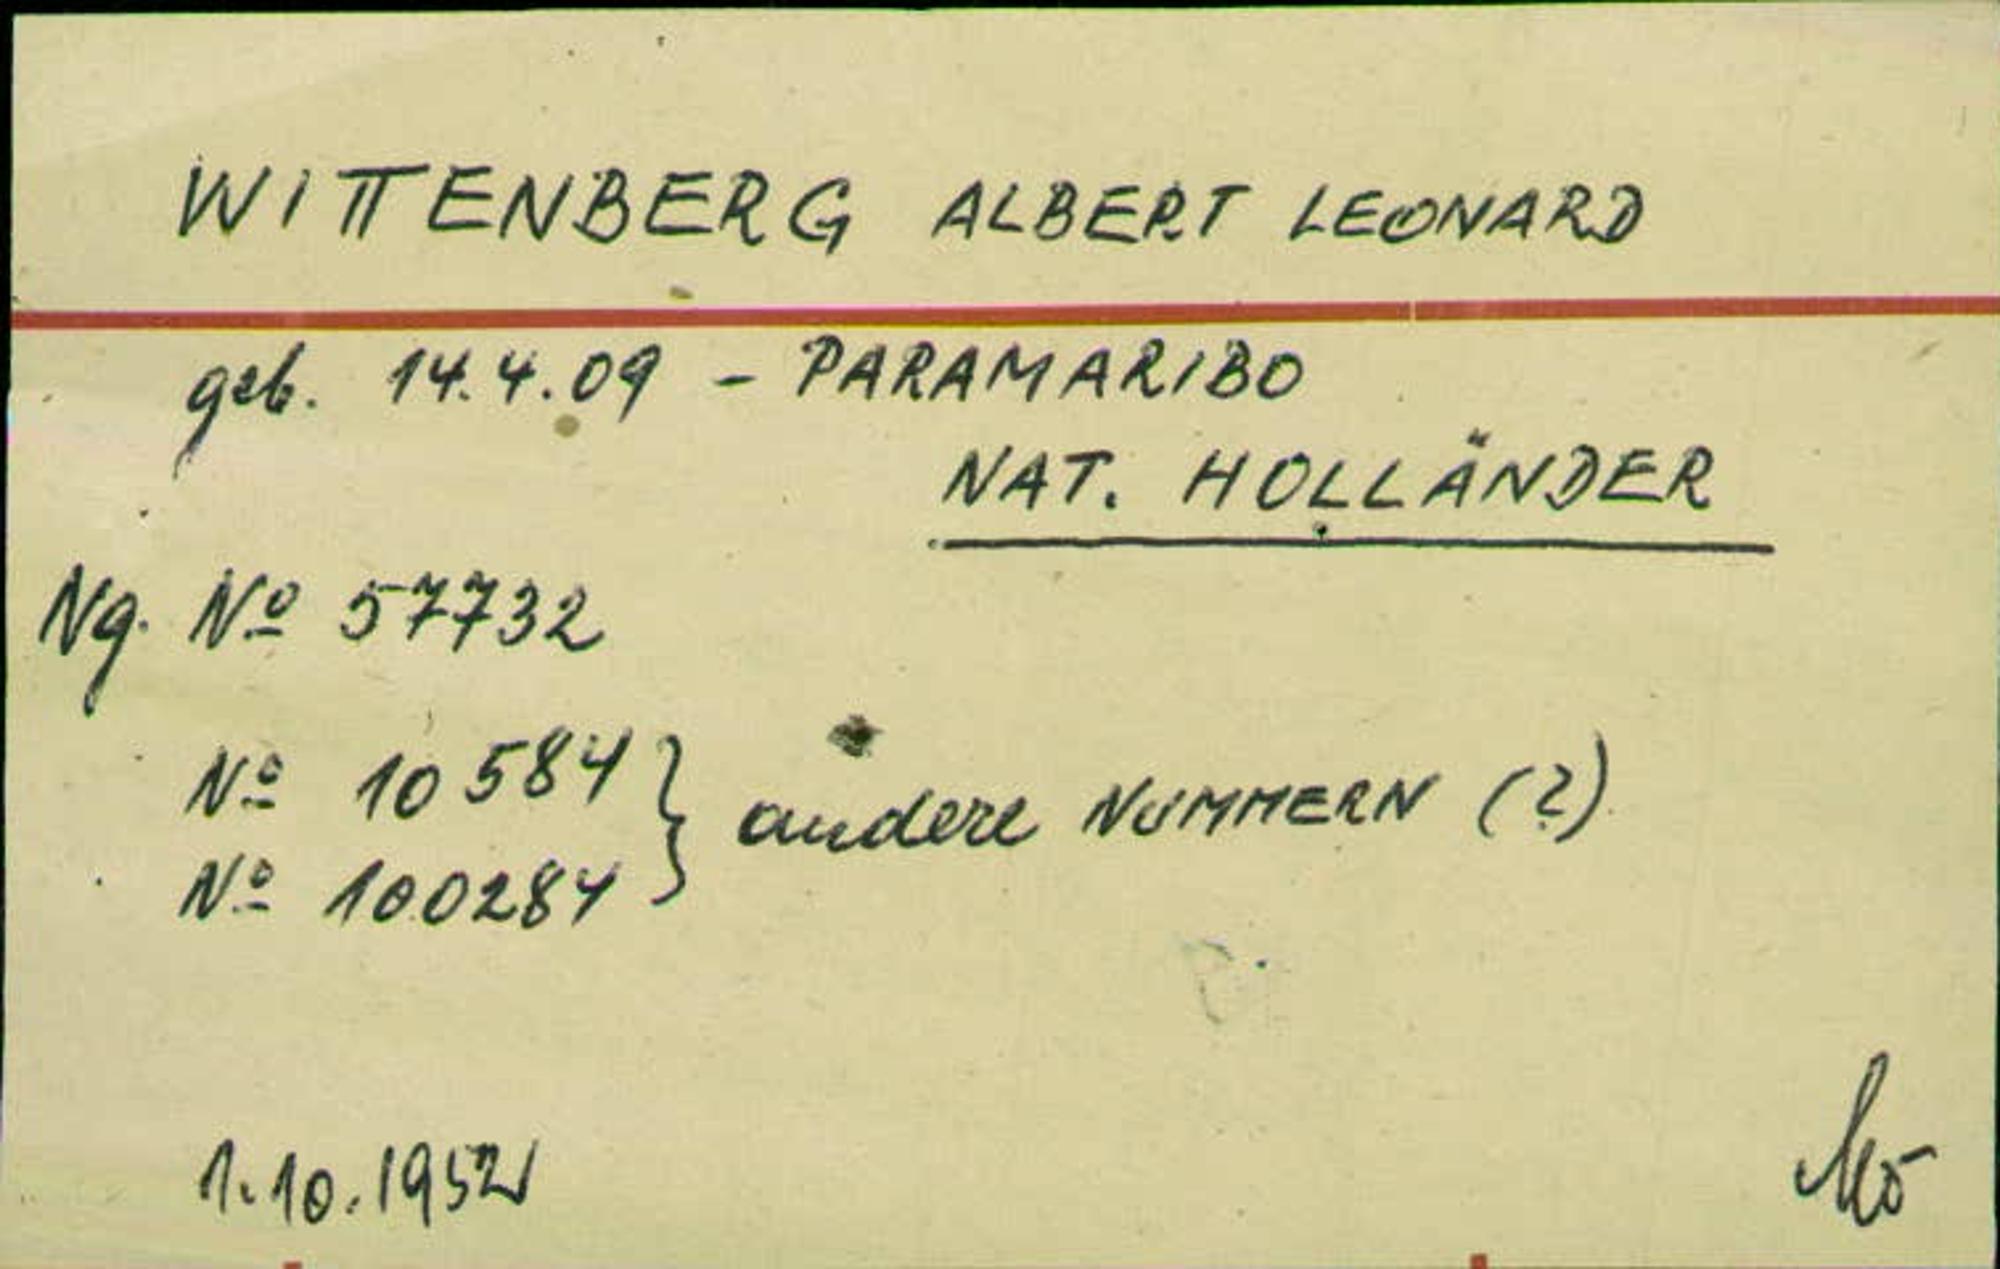 WITTENBERG ALBERT LEONARD
geb. 14.4.09 - PARAMARIBO
NAT. HOLLÄNDER
Ng. Nº 57732
Nº 10584 } andere NUMMERN (?)
Nº 100284
1.10.1952